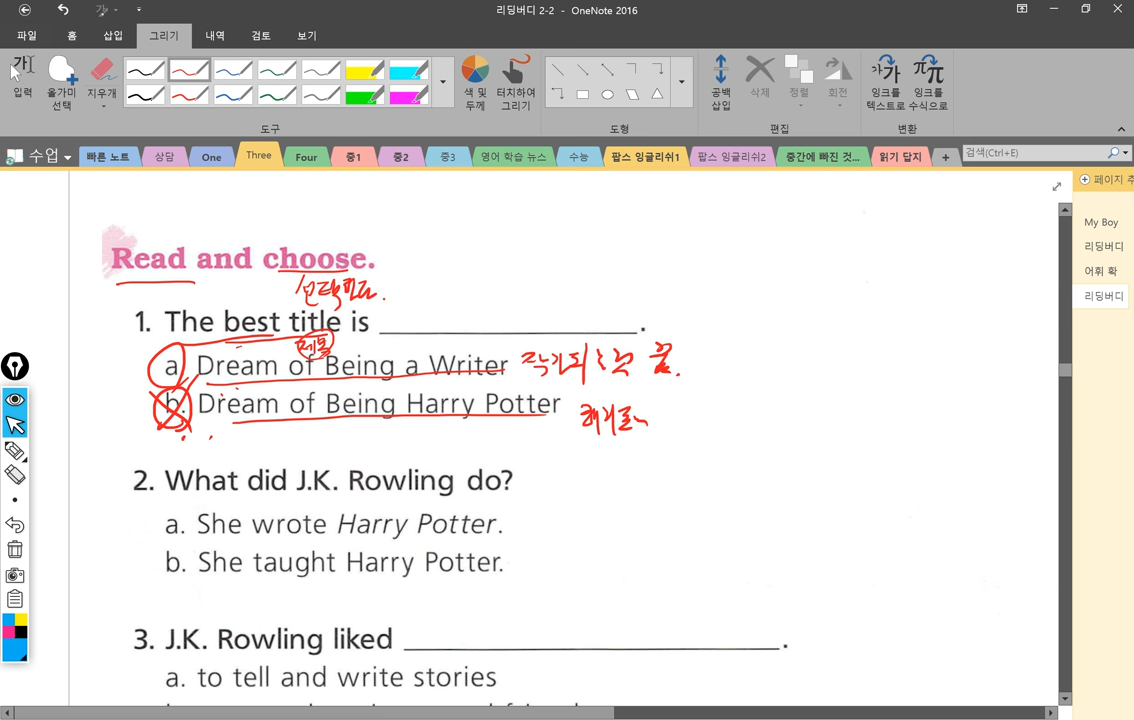 리딩버디 2-2 - OneNote 2016
파일 홈 삽입 그리기 내역 검토 보기
입력 올가미 선택 지우개 색 및 두께 터치하여 그리기 공백 삽입 삭제 정렬 회전 잉크를 텍스트로 잉크를 수식으로
도구 도형 편집 변환
수업 빠른 노트 상담 One Three Four 중1 중2 중3 영어 학습 뉴스 수능 팝스 잉글리쉬1 팝스 잉글리쉬2 중간에 빠진 것... 읽기 답지 + 검색(Ctrl+E)
페이지 추
My Boy
리딩버디
어휘 확
리딩버디
Read and choose.
선택하다.
1. The best title is ____________.
제목
a. Dream of Being a Writer 작가되는 꿈.
b. Dream of Being Harry Potter
2. What did J.K. Rowling do?
a. She wrote Harry Potter.
b. She taught Harry Potter.
3. J.K. Rowling liked ____________.
a. to tell and write stories